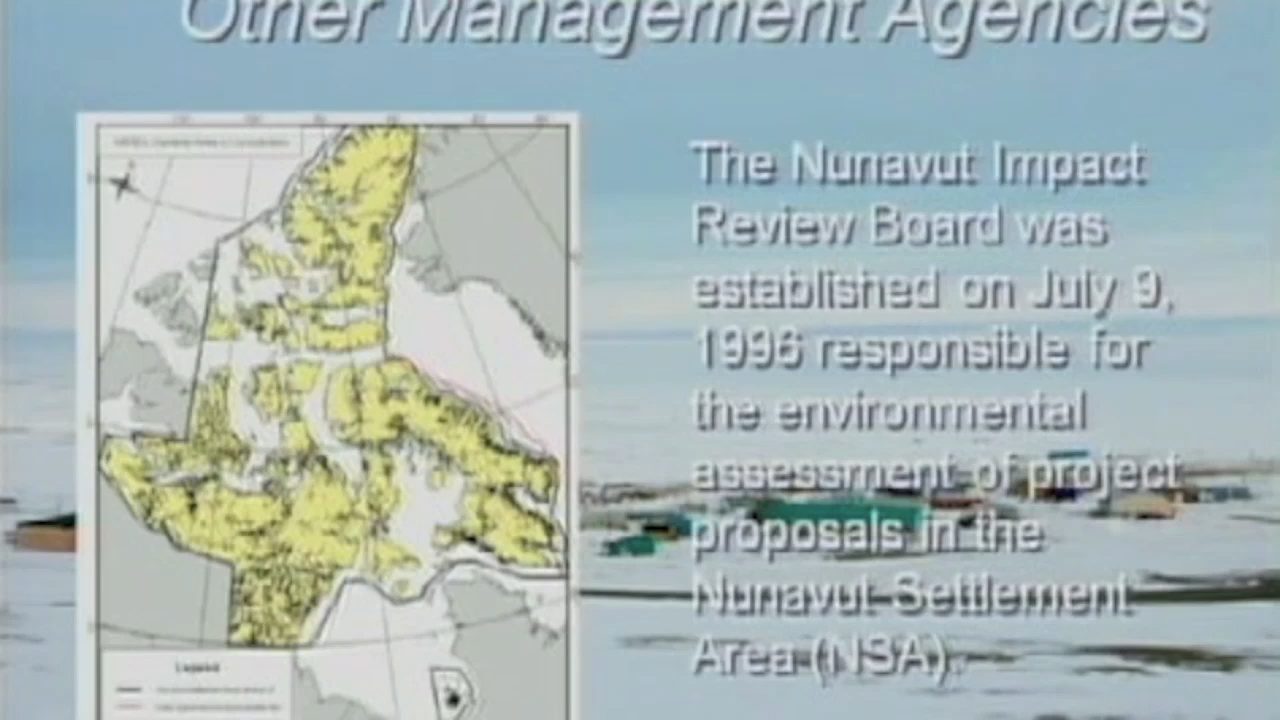 Other Management Agencies
The Nunavut Impact
Review Board was
established on July 9,
1996 responsible for
the environmental
assessment of project
proposals in the
Nunavut Settlement
Area (NSA).
Legend